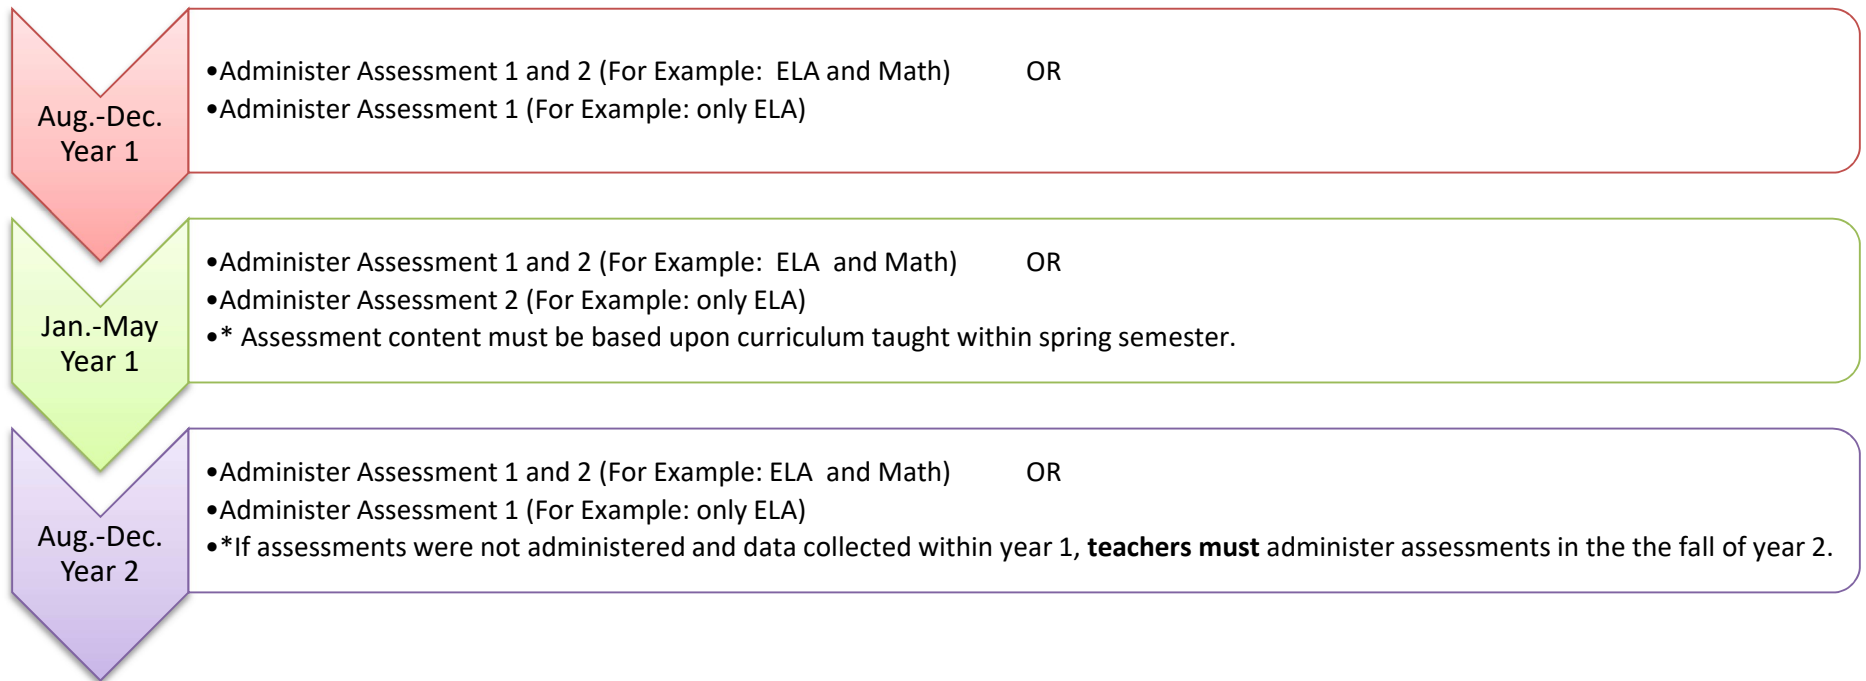 Aug.-Dec.
Year 1
•Administer Assessment 1 and 2 (For Example:  ELA and Math)          OR
•Administer Assessment 1 (For Example: only ELA)
Jan.-May
Year 1
•Administer Assessment 1 and 2 (For Example:  ELA  and Math)          OR
•Administer Assessment 2 (For Example: only ELA)
•* Assessment content must be based upon curriculum taught within spring semester.
Aug.-Dec.
Year 2
•Administer Assessment 1 and 2 (For Example: ELA  and Math)          OR
•Administer Assessment 1 (For Example: only ELA)
•*If assessments were not administered and data collected within year 1, teachers must administer assessments in the the fall of year 2.